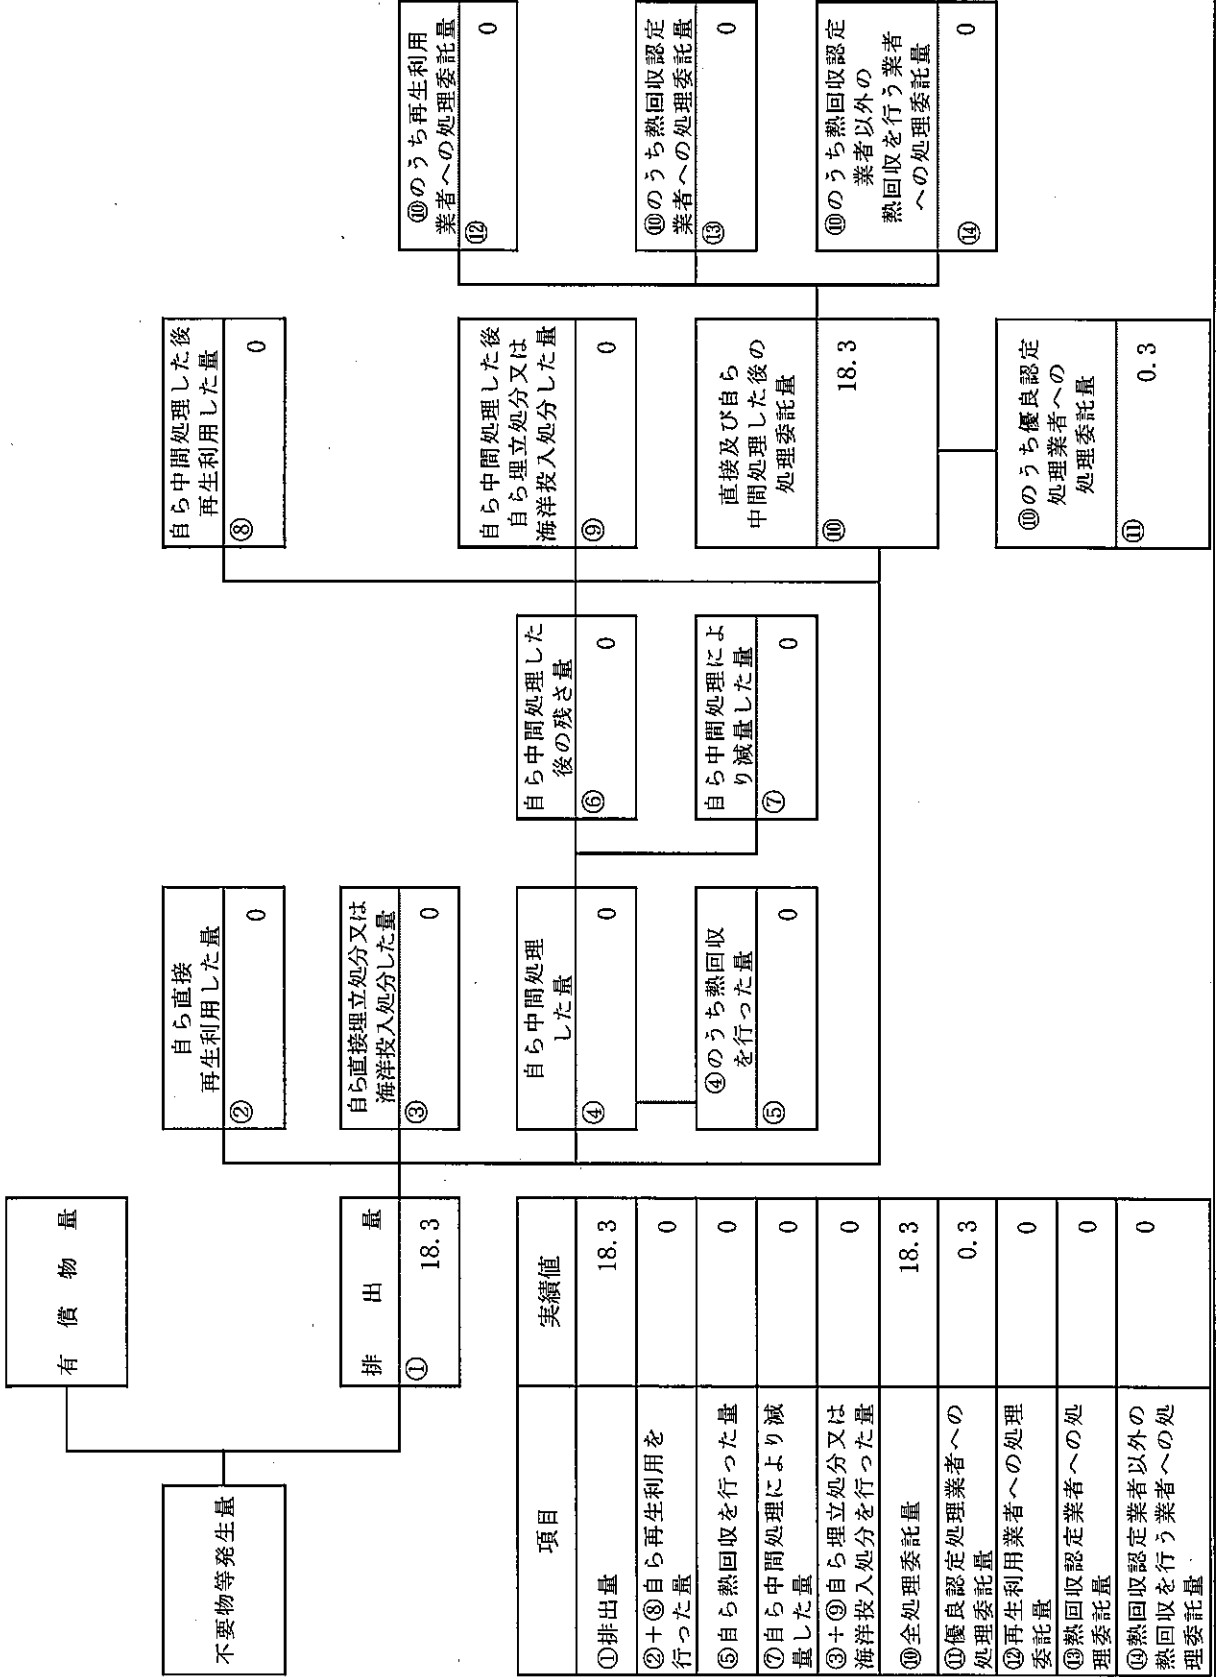 不要物等発生量
有償物量
排出量
①
18.3
自ら直接
再生利用した量
②
0
自ら直接埋立処分又は
海洋投入処分した量
③
0
自ら中間処理
した量
④
0
④のうち熱回収
を行った量
⑤
0
自ら中間処理した
後の残さ量
⑥
0
自ら中間処理によ
り減量した量
⑦
0
自ら中間処理した後
再生利用した量
⑧
0
自ら中間処理した後
自ら埋立処分又は
海洋投入処分した量
⑨
0
直接及び自ら
中間処理した後の
処理委託量
⑩
18.3
⑩のうち優良認定
処理業者への
処理委託量
⑪
0.3
⑩のうち再生利用
業者への処理委託量
⑫
0
⑩のうち熱回収認定
業者への処理委託量
⑬
0
⑩のうち熱回収認定
業者以外の
熱回収を行う業者
への処理委託量
⑭
0
項目 実績値
①排出量 18.3
②+⑧自ら再生利用を
行った量 0
⑤自ら熱回収を行った量 0
⑦自ら中間処理により減
量した量 0
③+⑨自ら埋立処分又は
海洋投入処分を行った量 0
⑩全処理委託量 18.3
⑪優良認定処理業者への
処理委託量 0.3
⑫再生利用業者への処理
委託量 0
⑬熱回収認定業者への処
理委託量 0
⑭熱回収認定業者以外の
熱回収を行う業者への処
理委託量 0